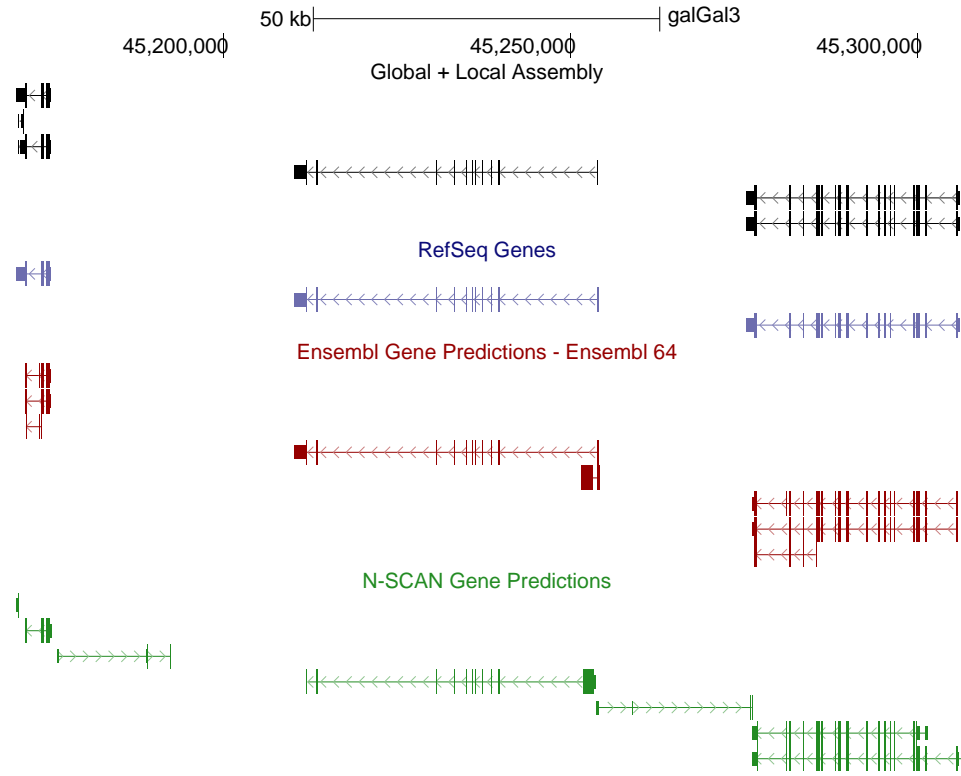 50 kb galGal3
45,200,000 45,250,000 45,300,000
Global + Local Assembly
RefSeq Genes
Ensembl Gene Predictions - Ensembl 64
N-SCAN Gene Predictions